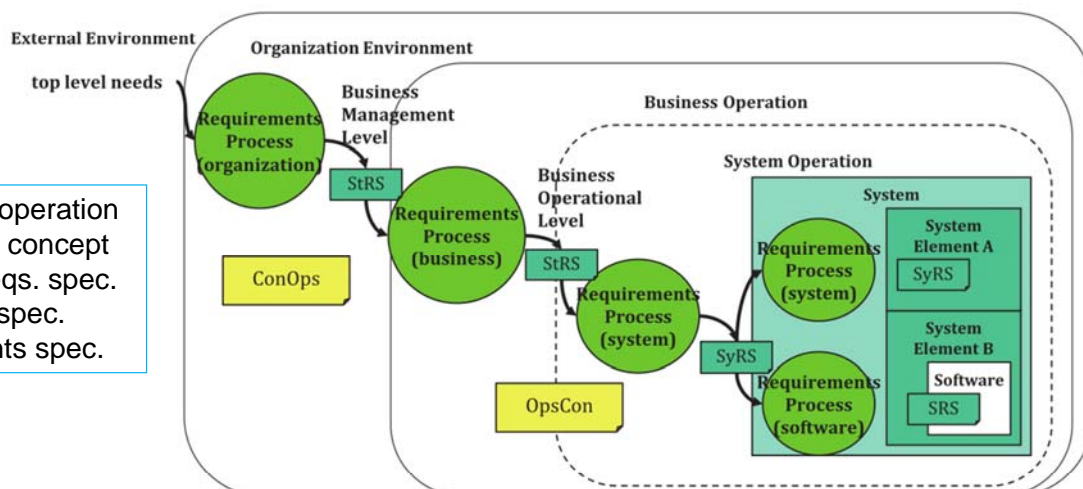 External Environment
top level needs
Organization Environment
Requirements
Process
(organization)
Business
Management
Level
StRS
Business Operation
Requirements
Process
(business)
Business
Operational
Level
StRS
ConOps
System Operation
Requirements
Process
(system)
SyRS
OpsCon
System
Requirements
Process
(system)
Requirements
Process
(software)
System
Element A
SyRS
System
Element B
Software
SRS
operation
concept
qs. spec.
spec.
nts spec.